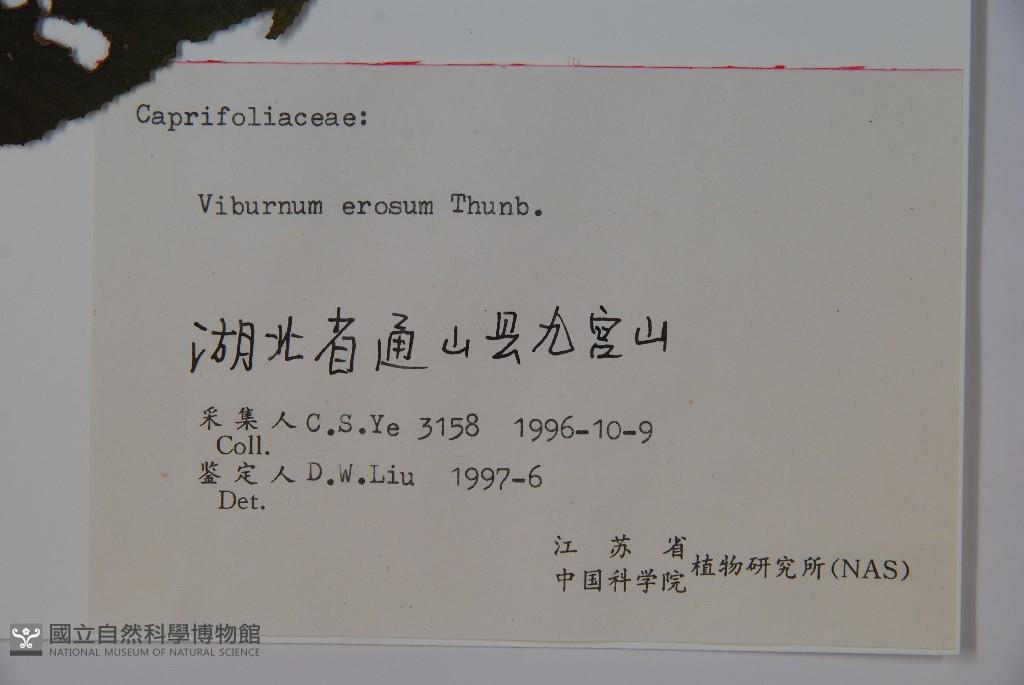 Caprifoliaceae:
Viburnum erosum Thunb.
湖北省通山县九宫山
采集人 C.S.Ye 3158 1996-10-9
Coll.
鉴定人 D.W.Liu 1997-6
Det.
江苏省
中国科学院植物研究所(NAS)
國立自然科學博物館
NATIONAL MUSEUM OF NATURAL SCIENCE